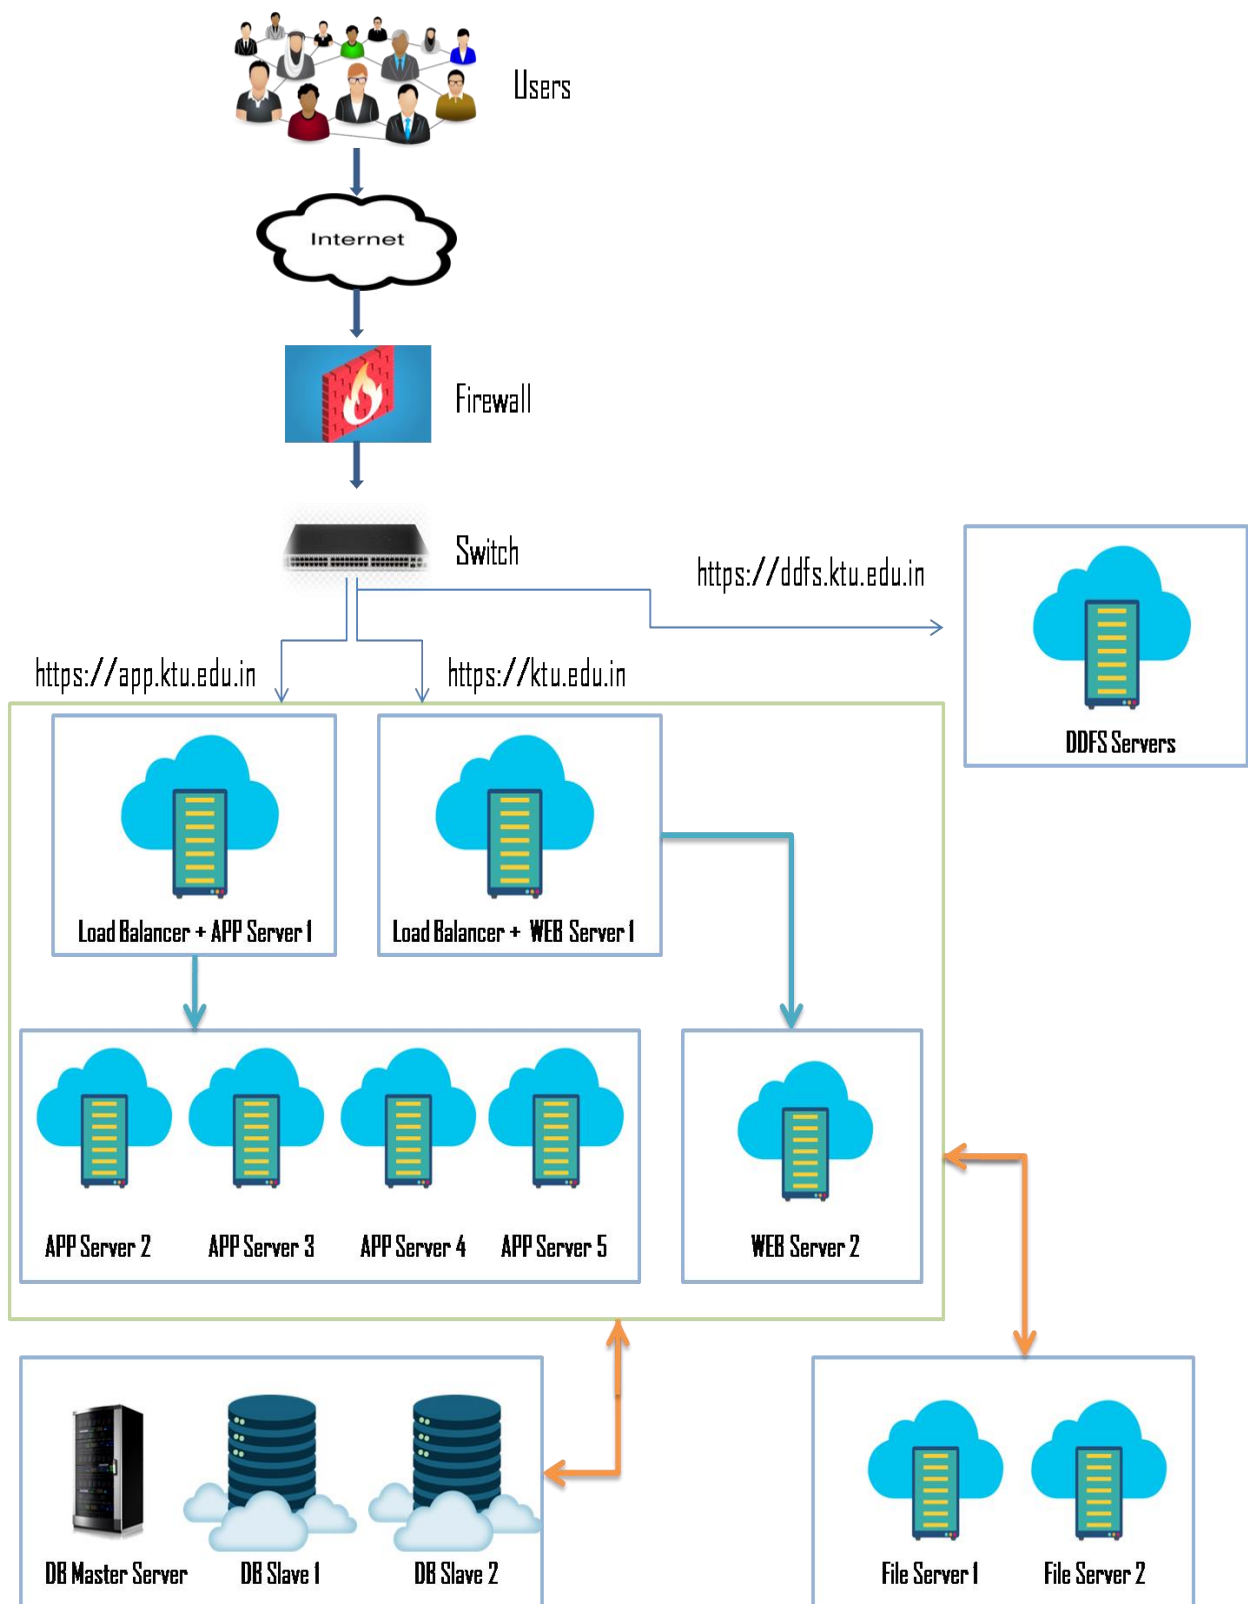 Users
Internet
Firewall
Switch
https://ddfs.ktu.edu.in
https://app.ktu.edu.in
https://ktu.edu.in
DDFS Servers
Load Balancer + APP Server 1
Load Balancer + WEB Server 1
APP Server 2
APP Server 3
APP Server 4
APP Server 5
WEB Server 2
DB Master Server
DB Slave 1
DB Slave 2
File Server 1
File Server 2